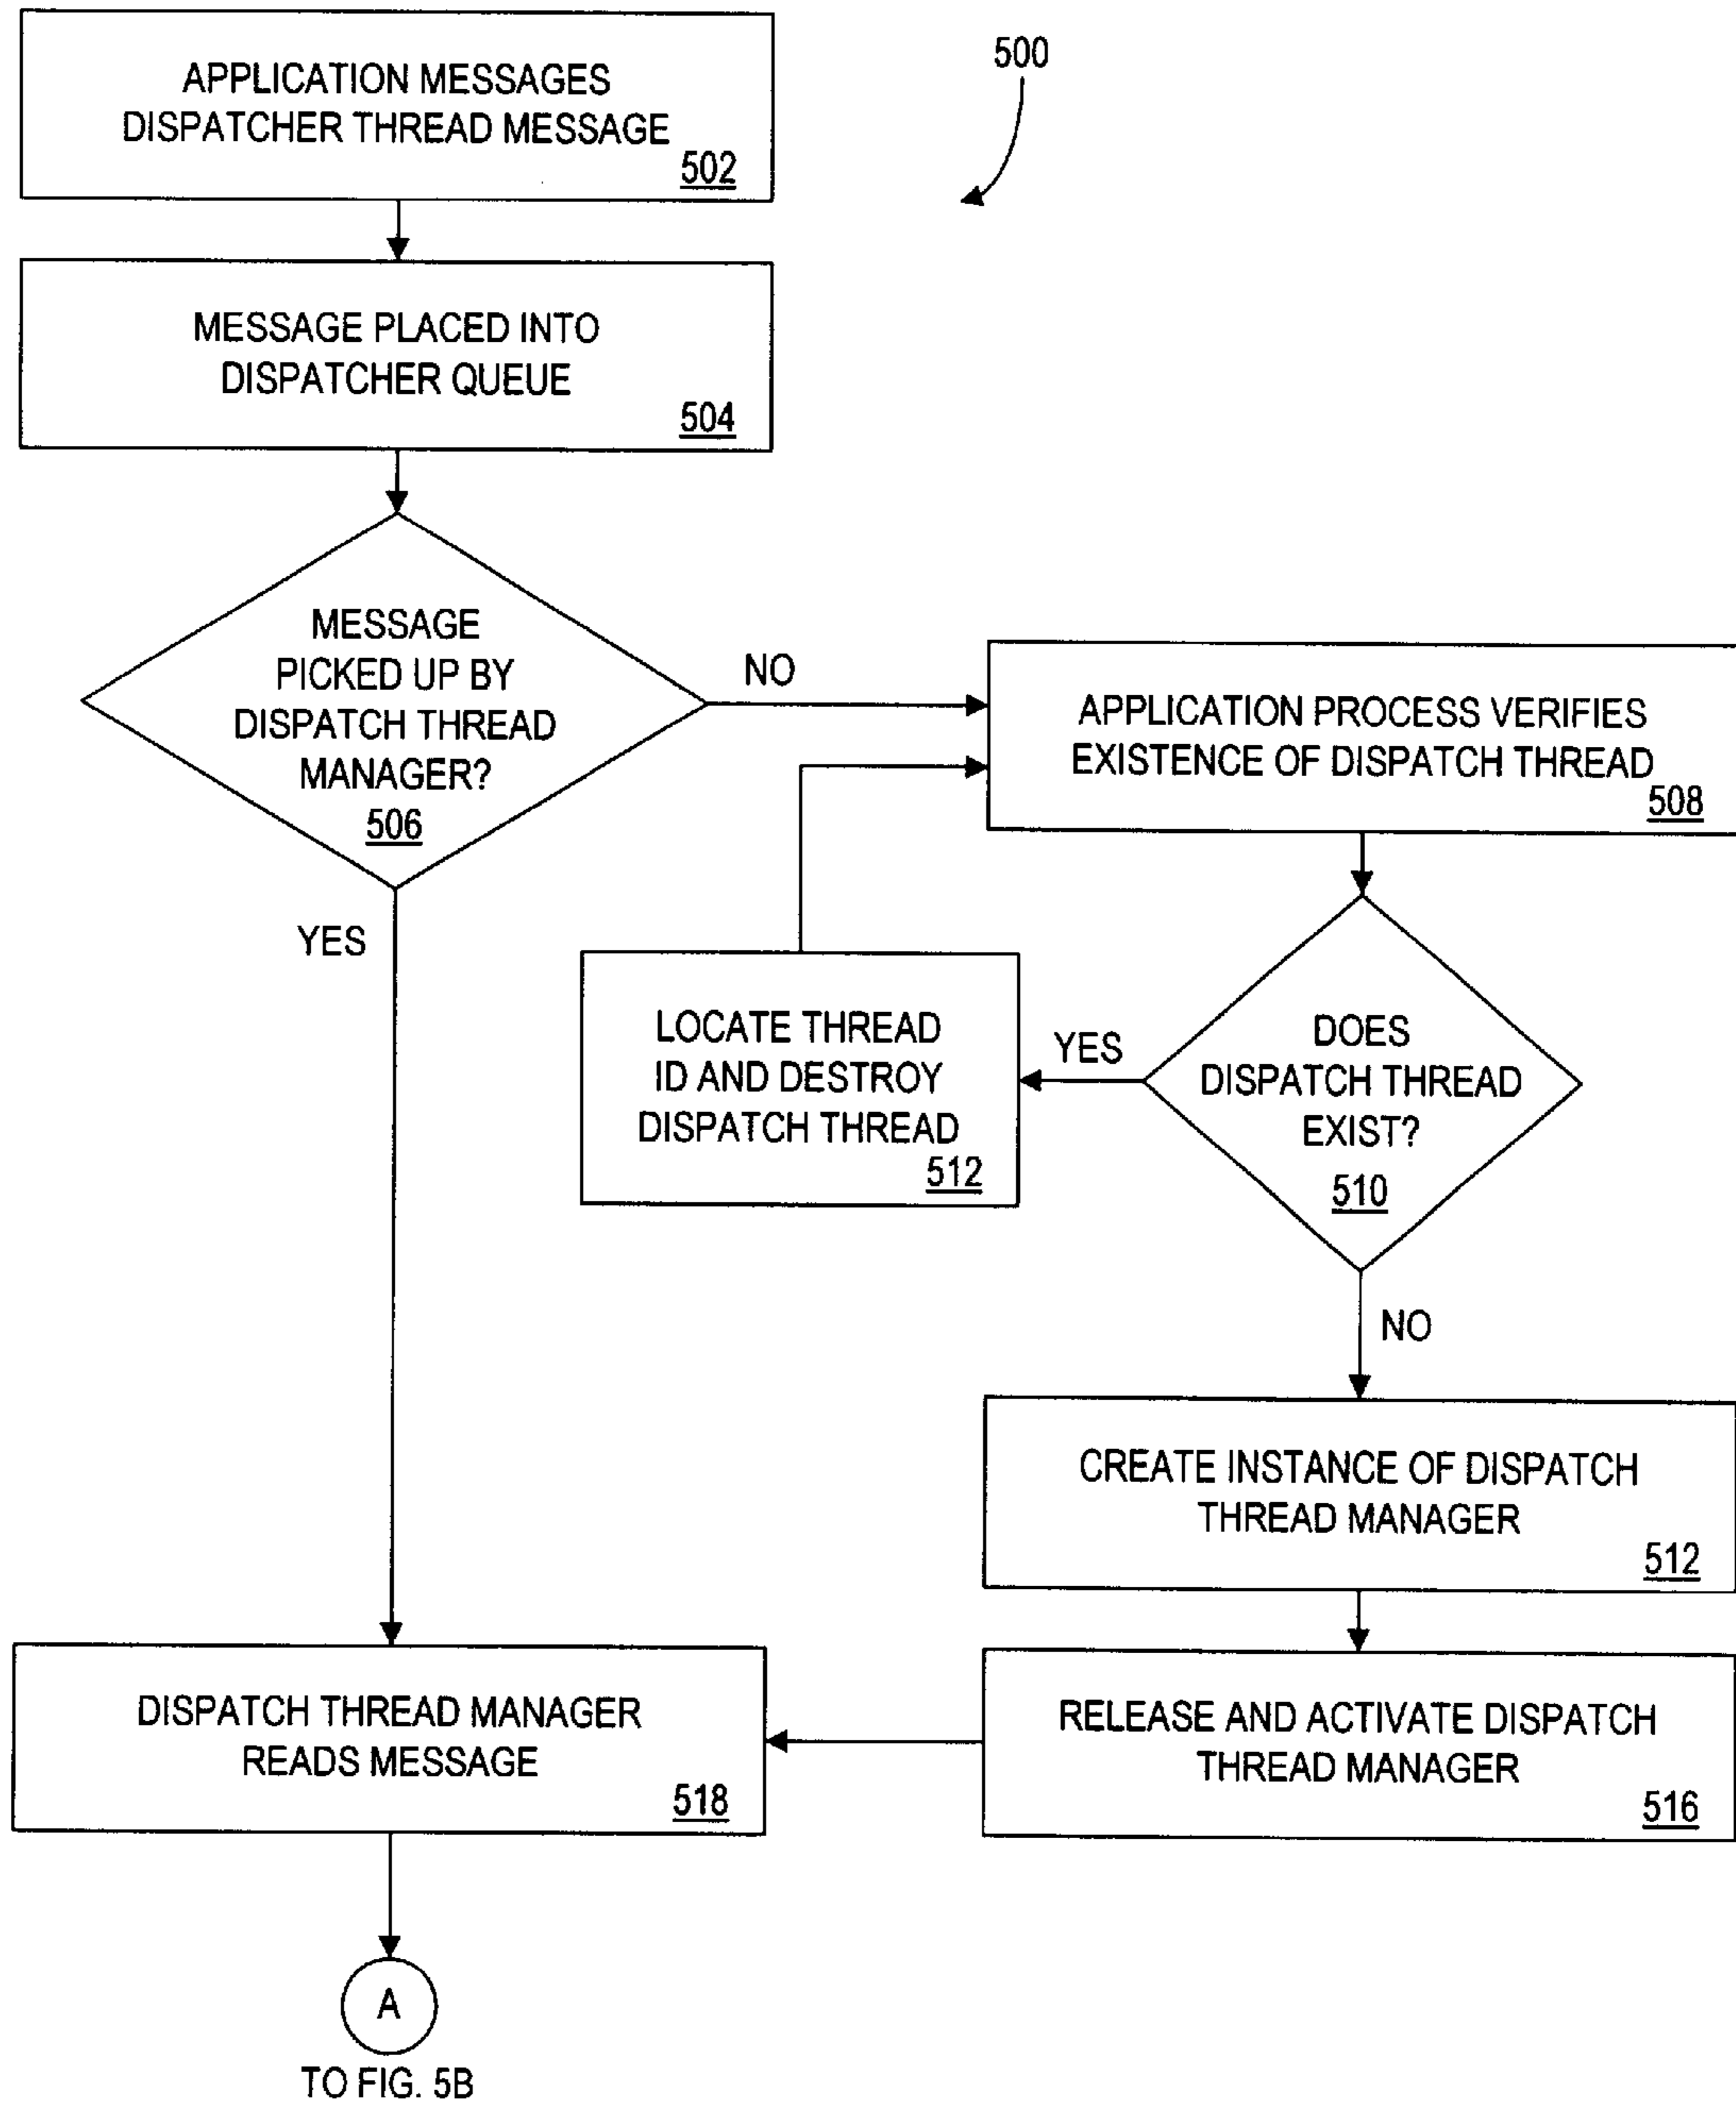 APPLICATION MESSAGES
DISPATCHER THREAD MESSAGE
502
500
MESSAGE PLACED INTO
DISPATCHER QUEUE
504
MESSAGE
PICKED UP BY
DISPATCH THREAD
MANAGER?
506
NO
APPLICATION PROCESS VERIFIES
EXISTENCE OF DISPATCH THREAD
508
YES
LOCATE THREAD
ID AND DESTROY
DISPATCH THREAD
512
YES
DOES
DISPATCH THREAD
EXIST?
510
NO
CREATE INSTANCE OF DISPATCH
THREAD MANAGER
512
DISPATCH THREAD MANAGER
READS MESSAGE
518
RELEASE AND ACTIVATE DISPATCH
THREAD MANAGER
516
A
TO FIG. 5B